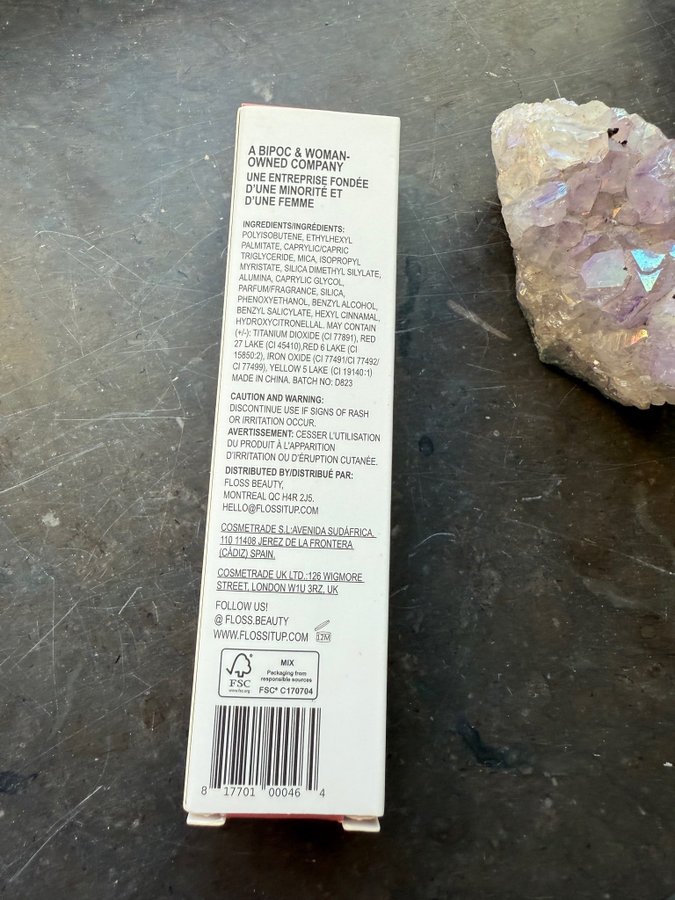 A BIPOC & WOMAN-
OWNED COMPANY
UNE ENTREPRISE FONDÉE
D'UNE MINORITÉ ET
D'UNE FEMME
INGREDIENTS/INGRÉDIENTS:
POLYISOBUTENE, ETHYLHEXYL
PALMITATE, CAPRYLIC/CAPRIC
TRIGLYCERIDE, MICA, ISOPROPYL
MYRISTATE, SILICA DIMETHYL SILYLATE,
ALUMINA, CAPRYLIC GLYCOL,
PARFUM/FRAGRANCE, SILICA,
PHENOXYETHANOL, BENZYL ALCOHOL,
BENZYL SALICYLATE, HEXYL CINNAMAL,
HYDROXYCITRONELLAL. MAY CONTAIN
(+/-): TITANIUM DIOXIDE (CI 77891), RED
27 LAKE (CI 45410),RED 6 LAKE (CI
15850:2), IRON OXIDE (CI 77491/CI 77492/
CI 77499), YELLOW 5 LAKE (CI 19140:1)
MADE IN CHINA. BATCH NO: D823
CAUTION AND WARNING:
DISCONTINUE USE IF SIGNS OF RASH
OR IRRITATION OCCUR.
AVERTISSEMENT: CESSER L'UTILISATION
DU PRODUIT À L'APPARITION
D'IRRITATION OU D'ÉRUPTION CUTANÉE.
DISTRIBUTED BY/DISTRIBUÉ PAR:
FLOSS BEAUTY,
MONTREAL QC H4R 2J5.
HELLO@FLOSSITUP.COM
COSMETRADE S.L:AVENIDA SUDÁFRICA
110 11408 JEREZ DE LA FRONTERA
(CÁDIZ) SPAIN.
COSMETRADE UK LTD.:126 WIGMORE
STREET, LONDON W1U 3RZ, UK
FOLLOW US!
@ FLOSS.BEAUTY
WWW.FLOSSITUP.COM 12M
FSC
www.fsc.org
MIX
Packaging from
responsible sources
FSC® C170704
8 17701 00046 4